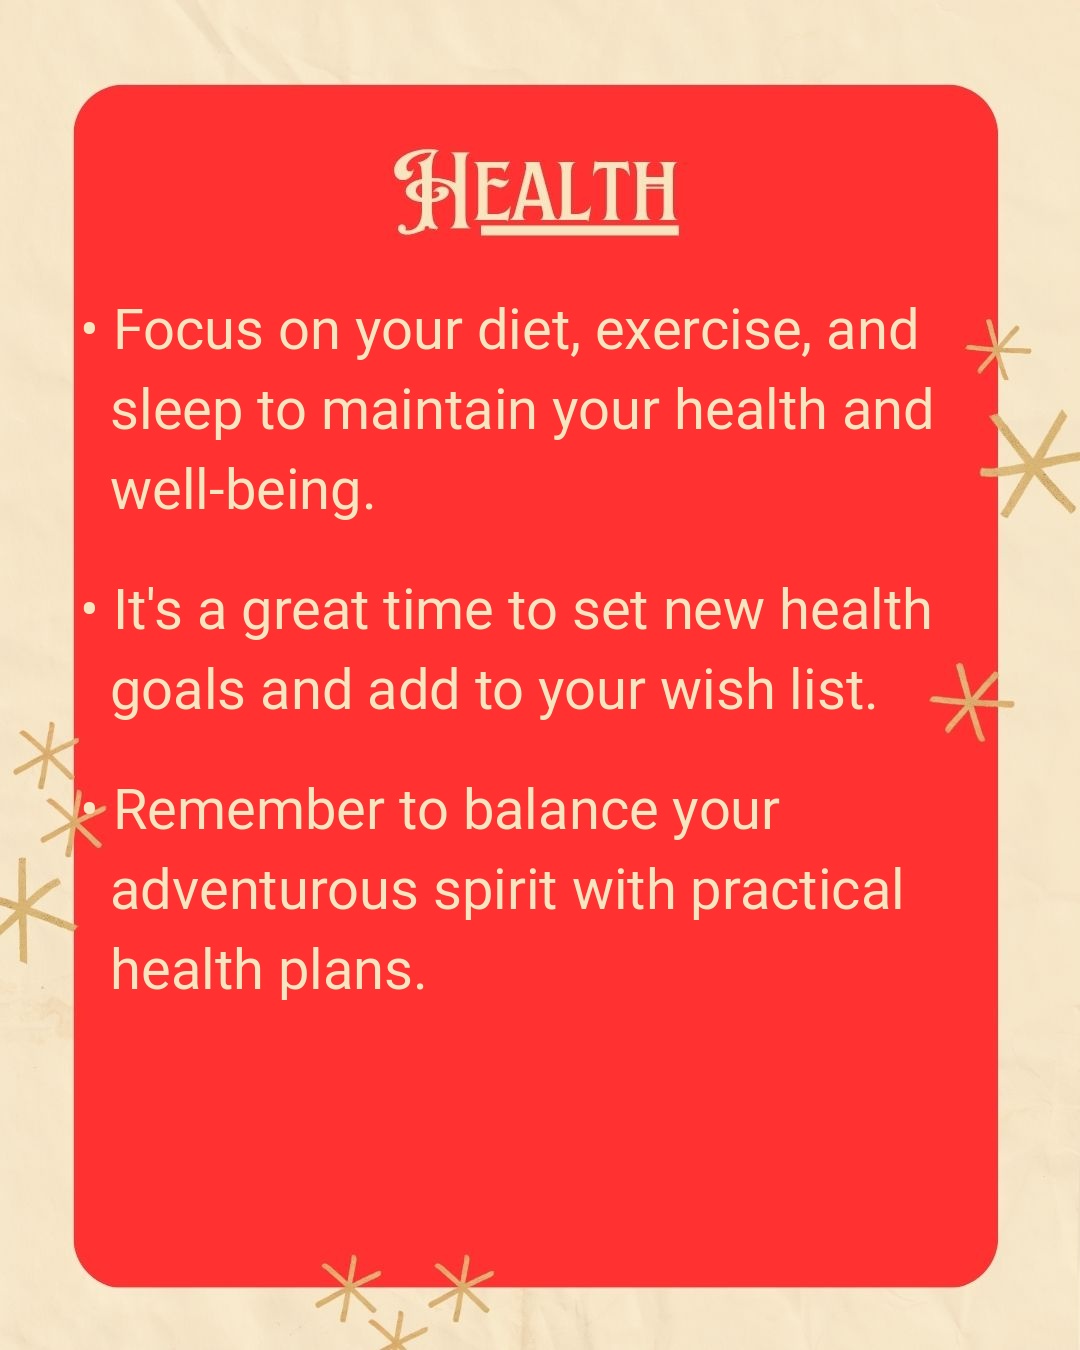 Health
• Focus on your diet, exercise, and
sleep to maintain your health and
well-being.
• It's a great time to set new health
goals and add to your wish list.
• Remember to balance your
adventurous spirit with practical
health plans.